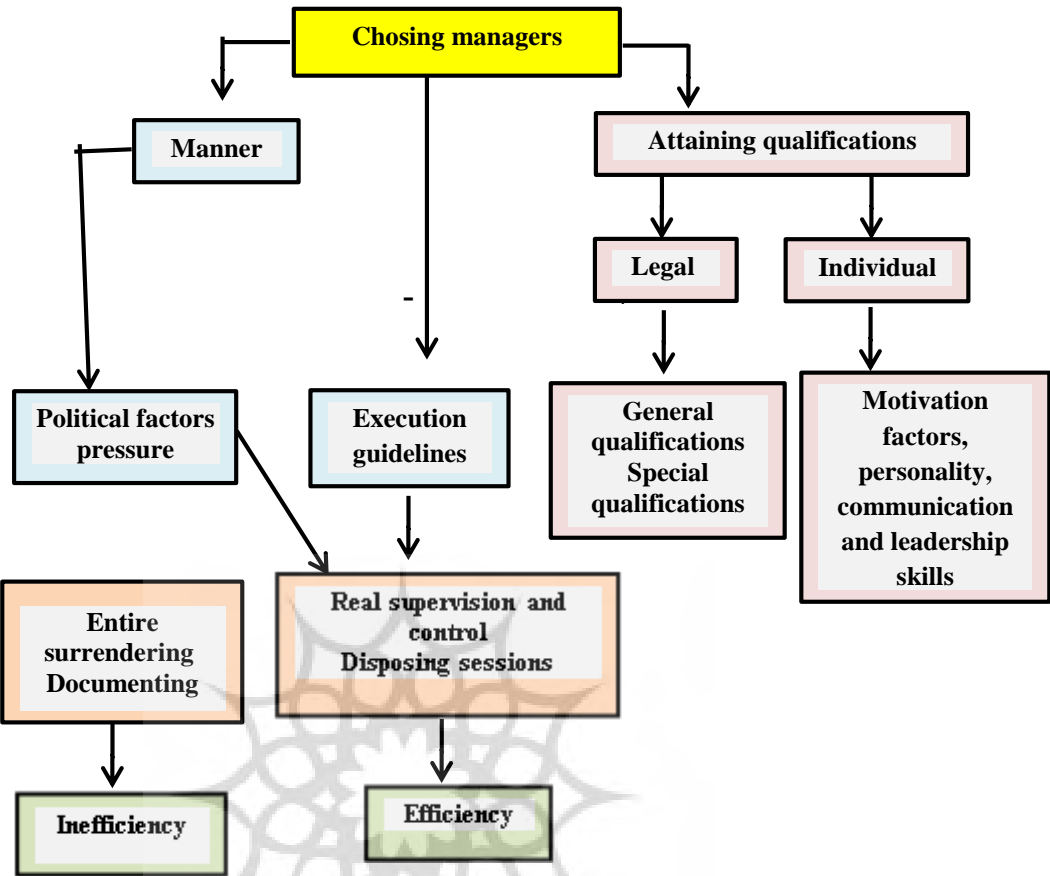 Chosing managers
Manner
Attaining qualifications
Legal
Individual
-
Political factors
pressure
Execution
guidelines
General
qualifications
Special
qualifications
Motivation
factors,
personality,
communication
and leadership
skills
Entire
surrendering
Documenting
Real supervision and
control
Disposing sessions
Inefficiency
Efficiency